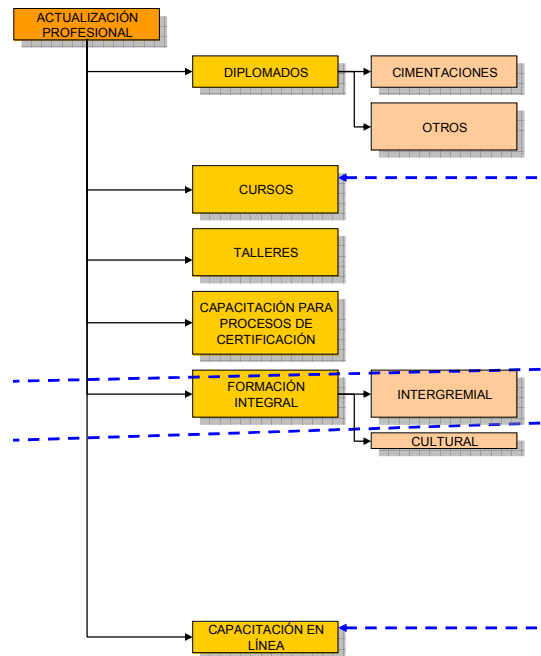 ACTUALIZACIÓN
PROFESIONAL
DIPLOMADOS
CIMENTACIONES
OTROS
CURSOS
TALLERES
CAPACITACIÓN PARA
PROCESOS DE
CERTIFICACIÓN
FORMACIÓN
INTEGRAL
INTERGREMIAL
CULTURAL
CAPACITACIÓN EN
LÍNEA